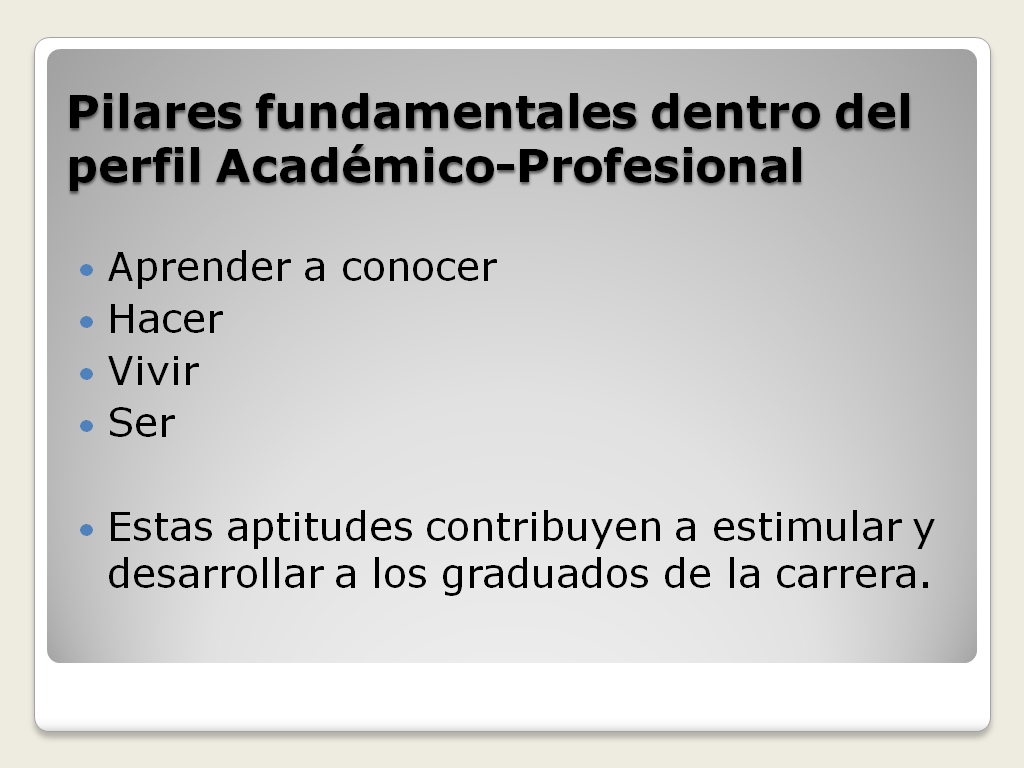 Pilares fundamentales dentro del
perfil Académico-Profesional
• Aprender a conocer
• Hacer
• Vivir
• Ser
• Estas aptitudes contribuyen a estimular y
desarrollar a los graduados de la carrera.